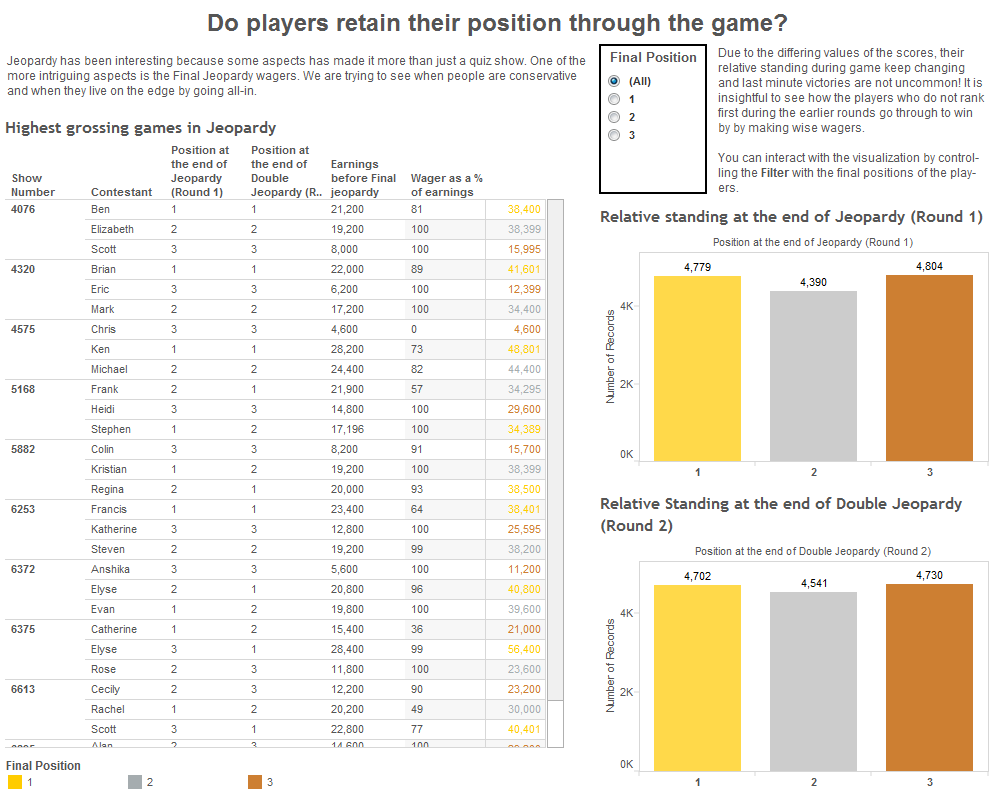 Do players retain their position through the game?
Jeopardy has been interesting because some aspects has made it more than just a quiz show. One of the
more intriguing aspects is the Final Jeopardy wagers. We are trying to see when people are conservative
and when they live on the edge by going all-in.
Final Position
(All)
1
2
3
Due to the differing values of the scores, their
relative standing during game keep changing
and last minute victories are not uncommon! It is
insightful to see how the players who do not rank
first during the earlier rounds go through to win
by by making wise wagers.
You can interact with the visualization by control-
ling the Filter with the final positions of the play-
ers.
Highest grossing games in Jeopardy
Show Number Contestant Position at the end of Jeopardy (Round 1) Position at the end of Double Jeopardy (R.. Earnings before Final jeopardy Wager as a % of earnings
4076 Ben 1 1 21,200 81 38,400
Elizabeth 2 2 19,200 100 38,399
Scott 3 3 8,000 100 15,995
4320 Brian 1 1 22,000 89 41,601
Eric 3 3 6,200 100 12,399
Mark 2 2 17,200 100 34,400
4575 Chris 3 3 4,600 0 4,600
Ken 1 1 28,200 73 48,801
Michael 2 2 24,400 82 44,400
5168 Frank 2 1 21,900 57 34,295
Heidi 3 3 14,800 100 29,600
Stephen 1 2 17,196 100 34,389
5882 Colin 3 3 8,200 91 15,700
Kristian 1 2 19,200 100 38,399
Regina 2 1 20,000 93 38,500
6253 Francis 1 1 23,400 64 38,401
Katherine 3 3 12,800 100 25,595
Steven 2 2 19,200 99 38,200
6372 Anshika 3 3 5,600 100 11,200
Elyse 2 1 20,800 96 40,800
Evan 1 2 19,800 100 39,600
6375 Catherine 1 2 15,400 36 21,000
Elyse 3 1 28,400 99 56,400
Rose 2 3 11,800 100 23,600
6613 Cecily 2 3 12,200 90 23,200
Rachel 1 2 20,200 49 30,000
Scott 3 1 22,800 77 40,401
Alan 2 3 14,600 100
Final Position
1
2
3
Relative standing at the end of Jeopardy (Round 1)
Position at the end of Jeopardy (Round 1)
Number of Records
4K
2K
0K
4,779
4,390
4,804
1
2
3
Relative Standing at the end of Double Jeopardy
(Round 2)
Position at the end of Double Jeopardy (Round 2)
Number of Records
4K
2K
0K
4,702
4,541
4,730
1
2
3